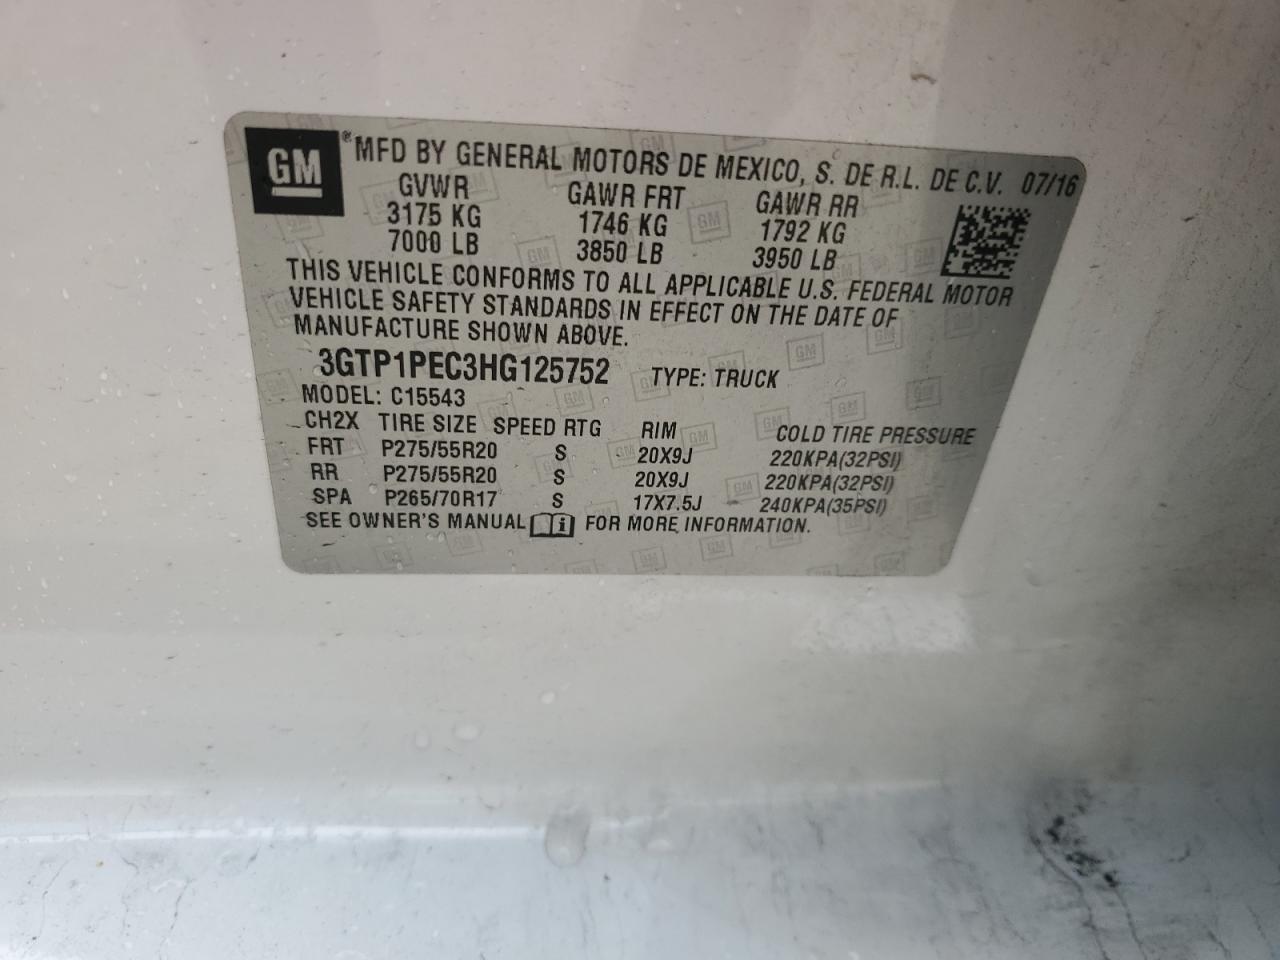 GM ® MFD BY GENERAL MOTORS DE MEXICO, S. DE R.L. DE C.V. 07/16
GVWR GAWR FRT GAWR RR
3175 KG 1746 KG 1792 KG
7000 LB 3850 LB 3950 LB
THIS VEHICLE CONFORMS TO ALL APPLICABLE U.S. FEDERAL MOTOR
VEHICLE SAFETY STANDARDS IN EFFECT ON THE DATE OF
MANUFACTURE SHOWN ABOVE.
3GTP1PEC3HG125752 TYPE: TRUCK
MODEL: C15543
CH2X TIRE SIZE SPEED RTG RIM COLD TIRE PRESSURE
FRT P275/55R20 S 20X9J 220KPA(32PSI)
RR P275/55R20 S 20X9J 220KPA(32PSI)
SPA P265/70R17 S 17X7.5J 240KPA(35PSI)
SEE OWNER'S MANUAL i FOR MORE INFORMATION.